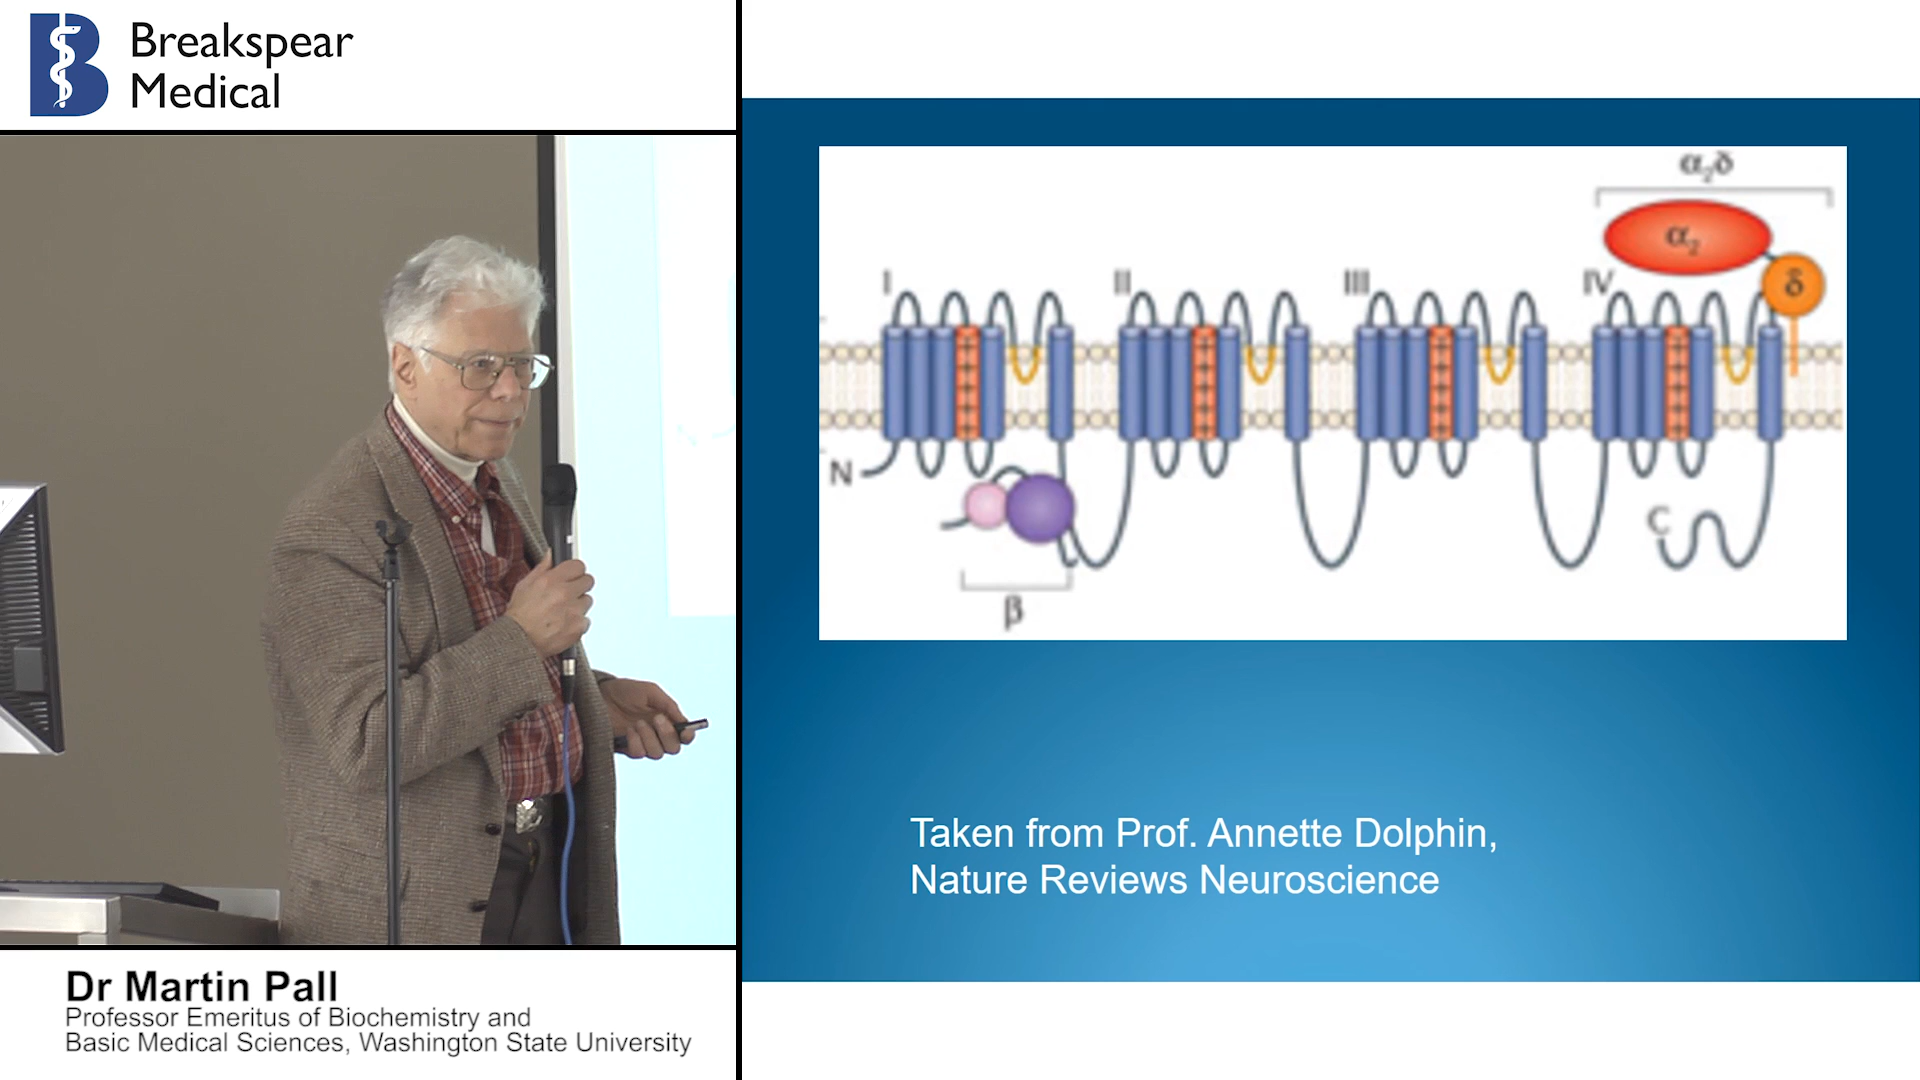 Breakspear
Medical
α₂δ
α₂
δ
I
II
III
IV
N
C
β
Taken from Prof. Annette Dolphin,
Nature Reviews Neuroscience
Dr Martin Pall
Professor Emeritus of Biochemistry and
Basic Medical Sciences, Washington State University